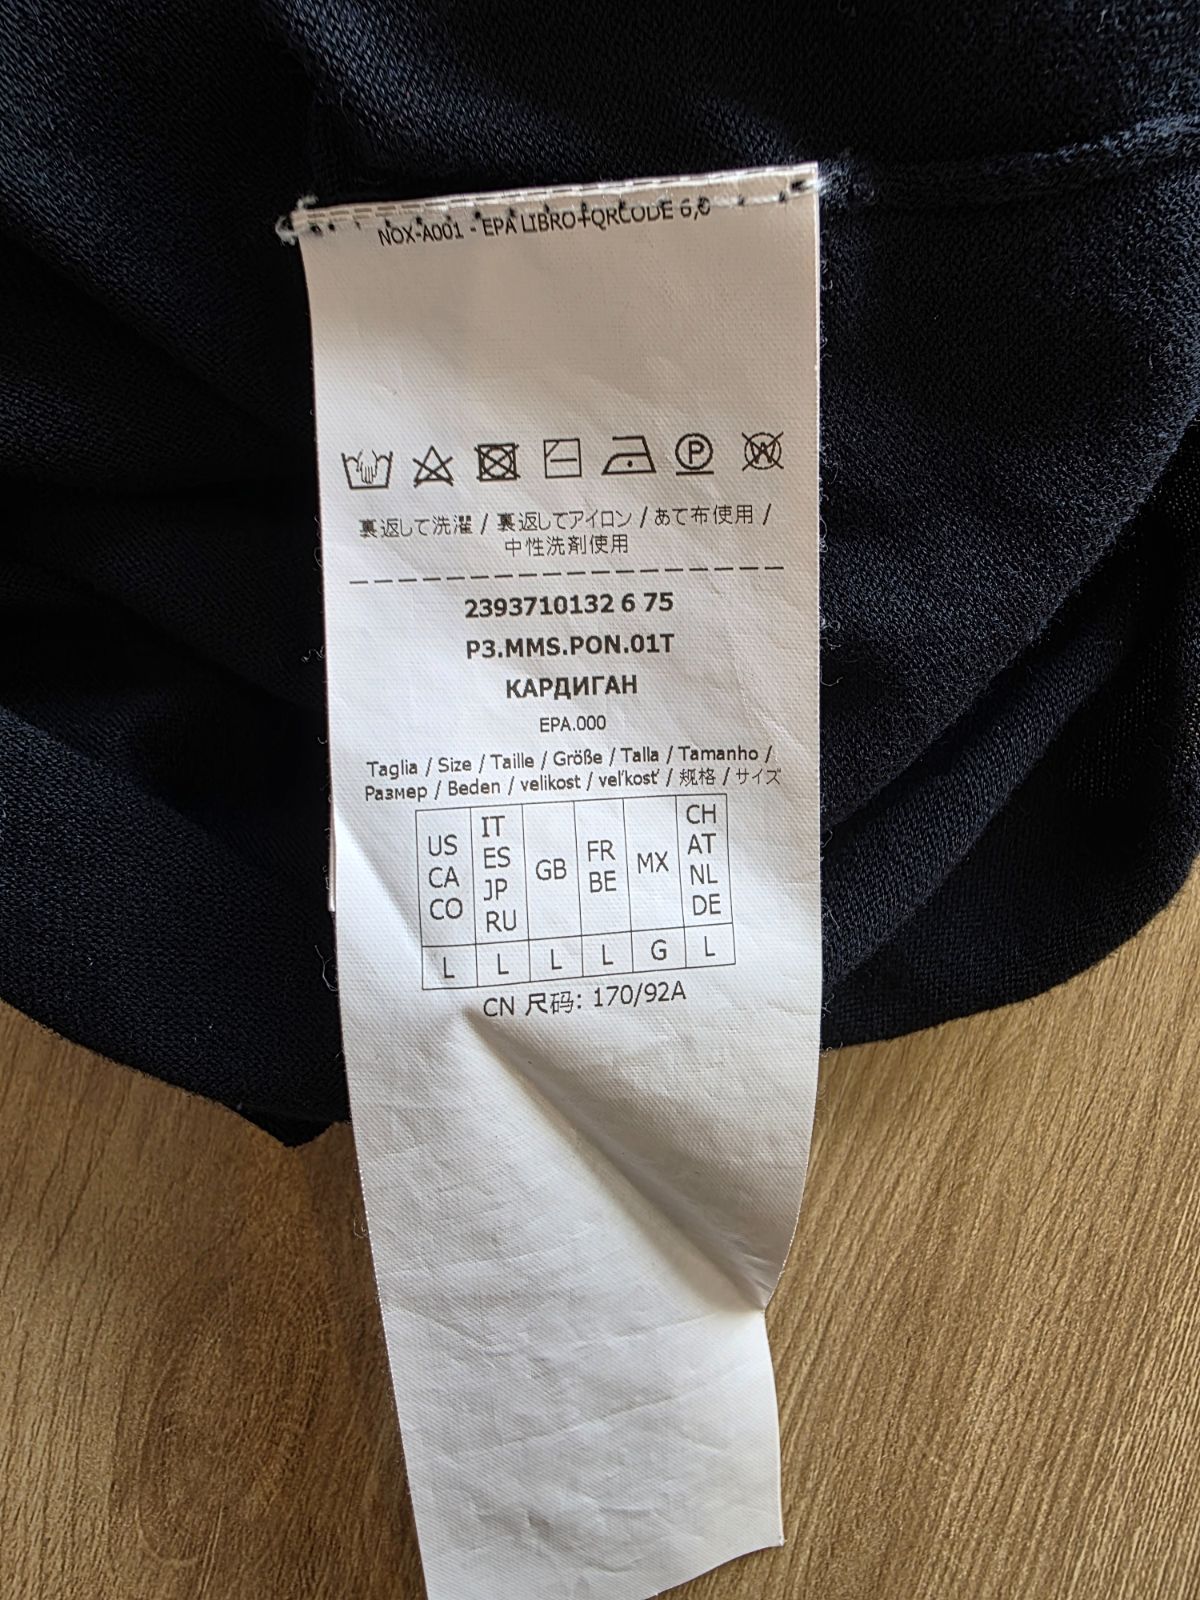 NOX-A001 - EPA LIBRO+QRCODE 6,0
P
W
裏返して洗濯 / 裏返してアイロン / あて布使用 /
中性洗剤使用
2393710132 6 75
P3.MMS.PON.01T
КАРДИГАН
EPA.000
Taglia / Size / Taille / Größe / Talla / Tamanho /
Размер / Beden / velikost / veľkosť / 规格 / サイズ
US CA CO | IT ES JP RU | GB | FR BE | MX | CH AT NL DE
L | L | L | L | G | L
CN 尺码: 170/92A